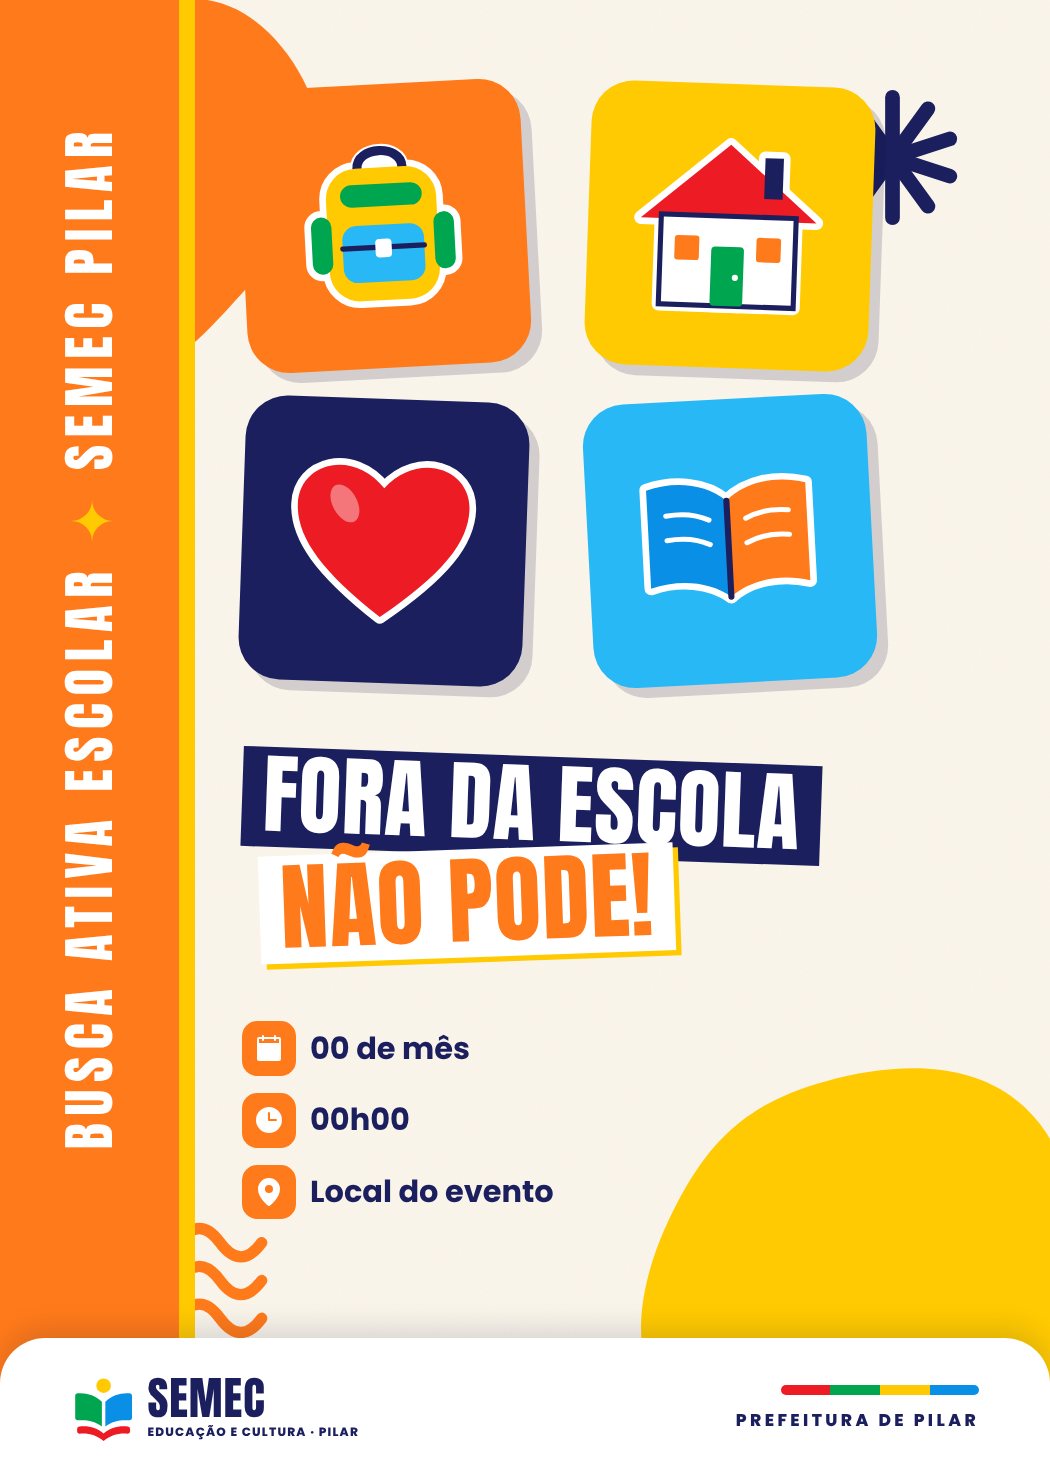 BUSCA ATIVA ESCOLAR ✦ SEMEC PILAR
FORA DA ESCOLA
NÃO PODE!
00 de mês
00h00
Local do evento
SEMEC
EDUCAÇÃO E CULTURA · PILAR
PREFEITURA DE PILAR